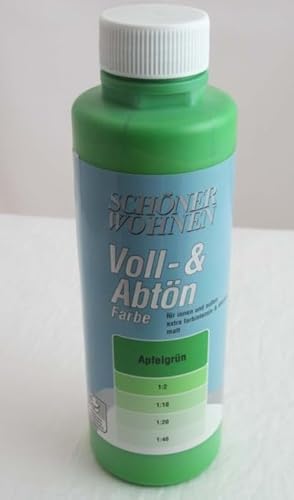 SCHÖNER
WOHNEN
Voll- &
Abtön
Farbe
für innen und außen
extra farbintensiv &
matt
Apfelgrün
1:2
1:10
1:20
1:40